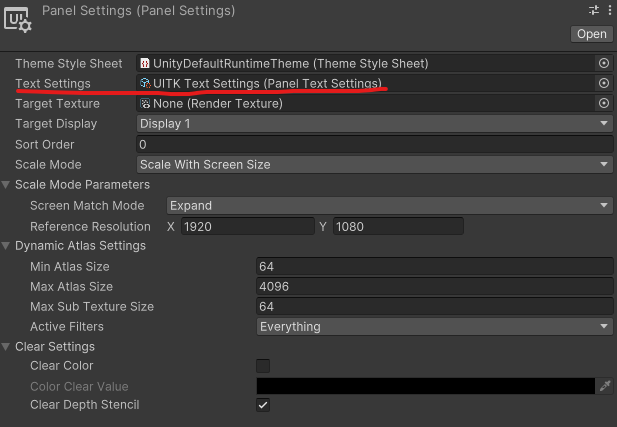 UI
Panel Settings (Panel Settings)
Open
Theme Style Sheet UnityDefaultRuntimeTheme (Theme Style Sheet)
Text Settings UITK Text Settings (Panel Text Settings)
Target Texture None (Render Texture)
Target Display Display 1
Sort Order 0
Scale Mode Scale With Screen Size
Scale Mode Parameters
Screen Match Mode Expand
Reference Resolution X 1920 Y 1080
Dynamic Atlas Settings
Min Atlas Size 64
Max Atlas Size 4096
Max Sub Texture Size 64
Active Filters Everything
Clear Settings
Clear Color
Color Clear Value
Clear Depth Stencil